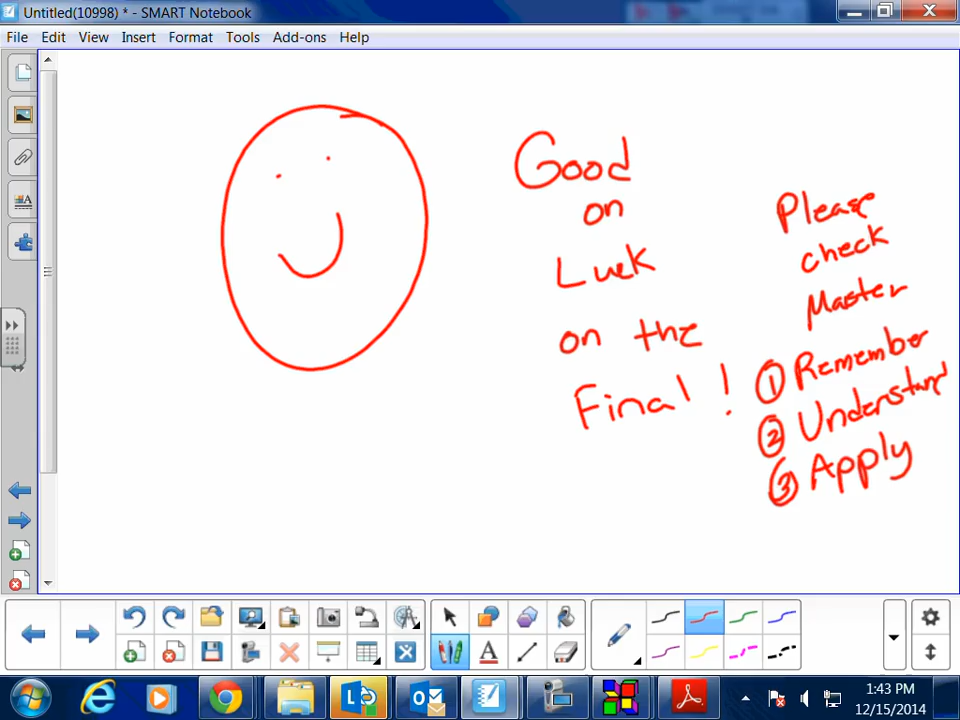 Untitled(10998) * - SMART Notebook
File Edit View Insert Format Tools Add-ons Help
Good
on
Luck
on the
Final !
Please
check
Master
① Remember
② Understand
③ Apply
1:43 PM
12/15/2014